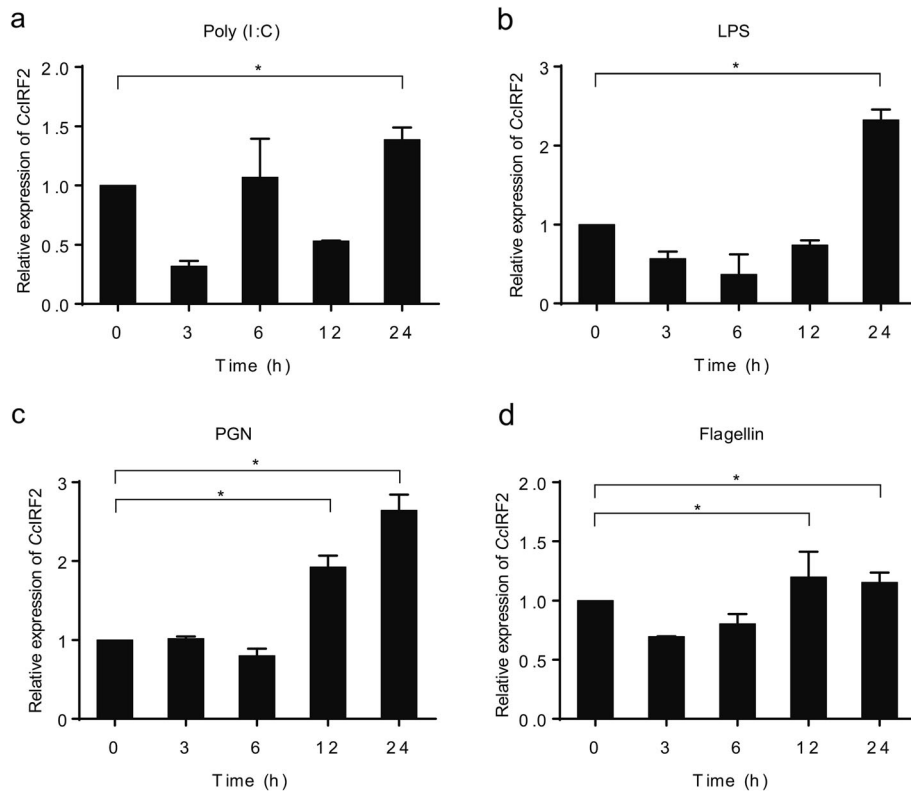 a
Poly (I:C)
Relative expression of CcIRF2
2.0
1.5
1.0
0.5
0.0
*
0 3 6 12 24
Time (h)
b
LPS
Relative expression of CcIRF2
3
2
1
0
*
0 3 6 12 24
Time (h)
c
PGN
Relative expression of CcIRF2
3
2
1
0
*
*
0 3 6 12 24
Time (h)
d
Flagellin
Relative expression of CcIRF2
2.0
1.5
1.0
0.5
0.0
*
*
0 3 6 12 24
Time (h)